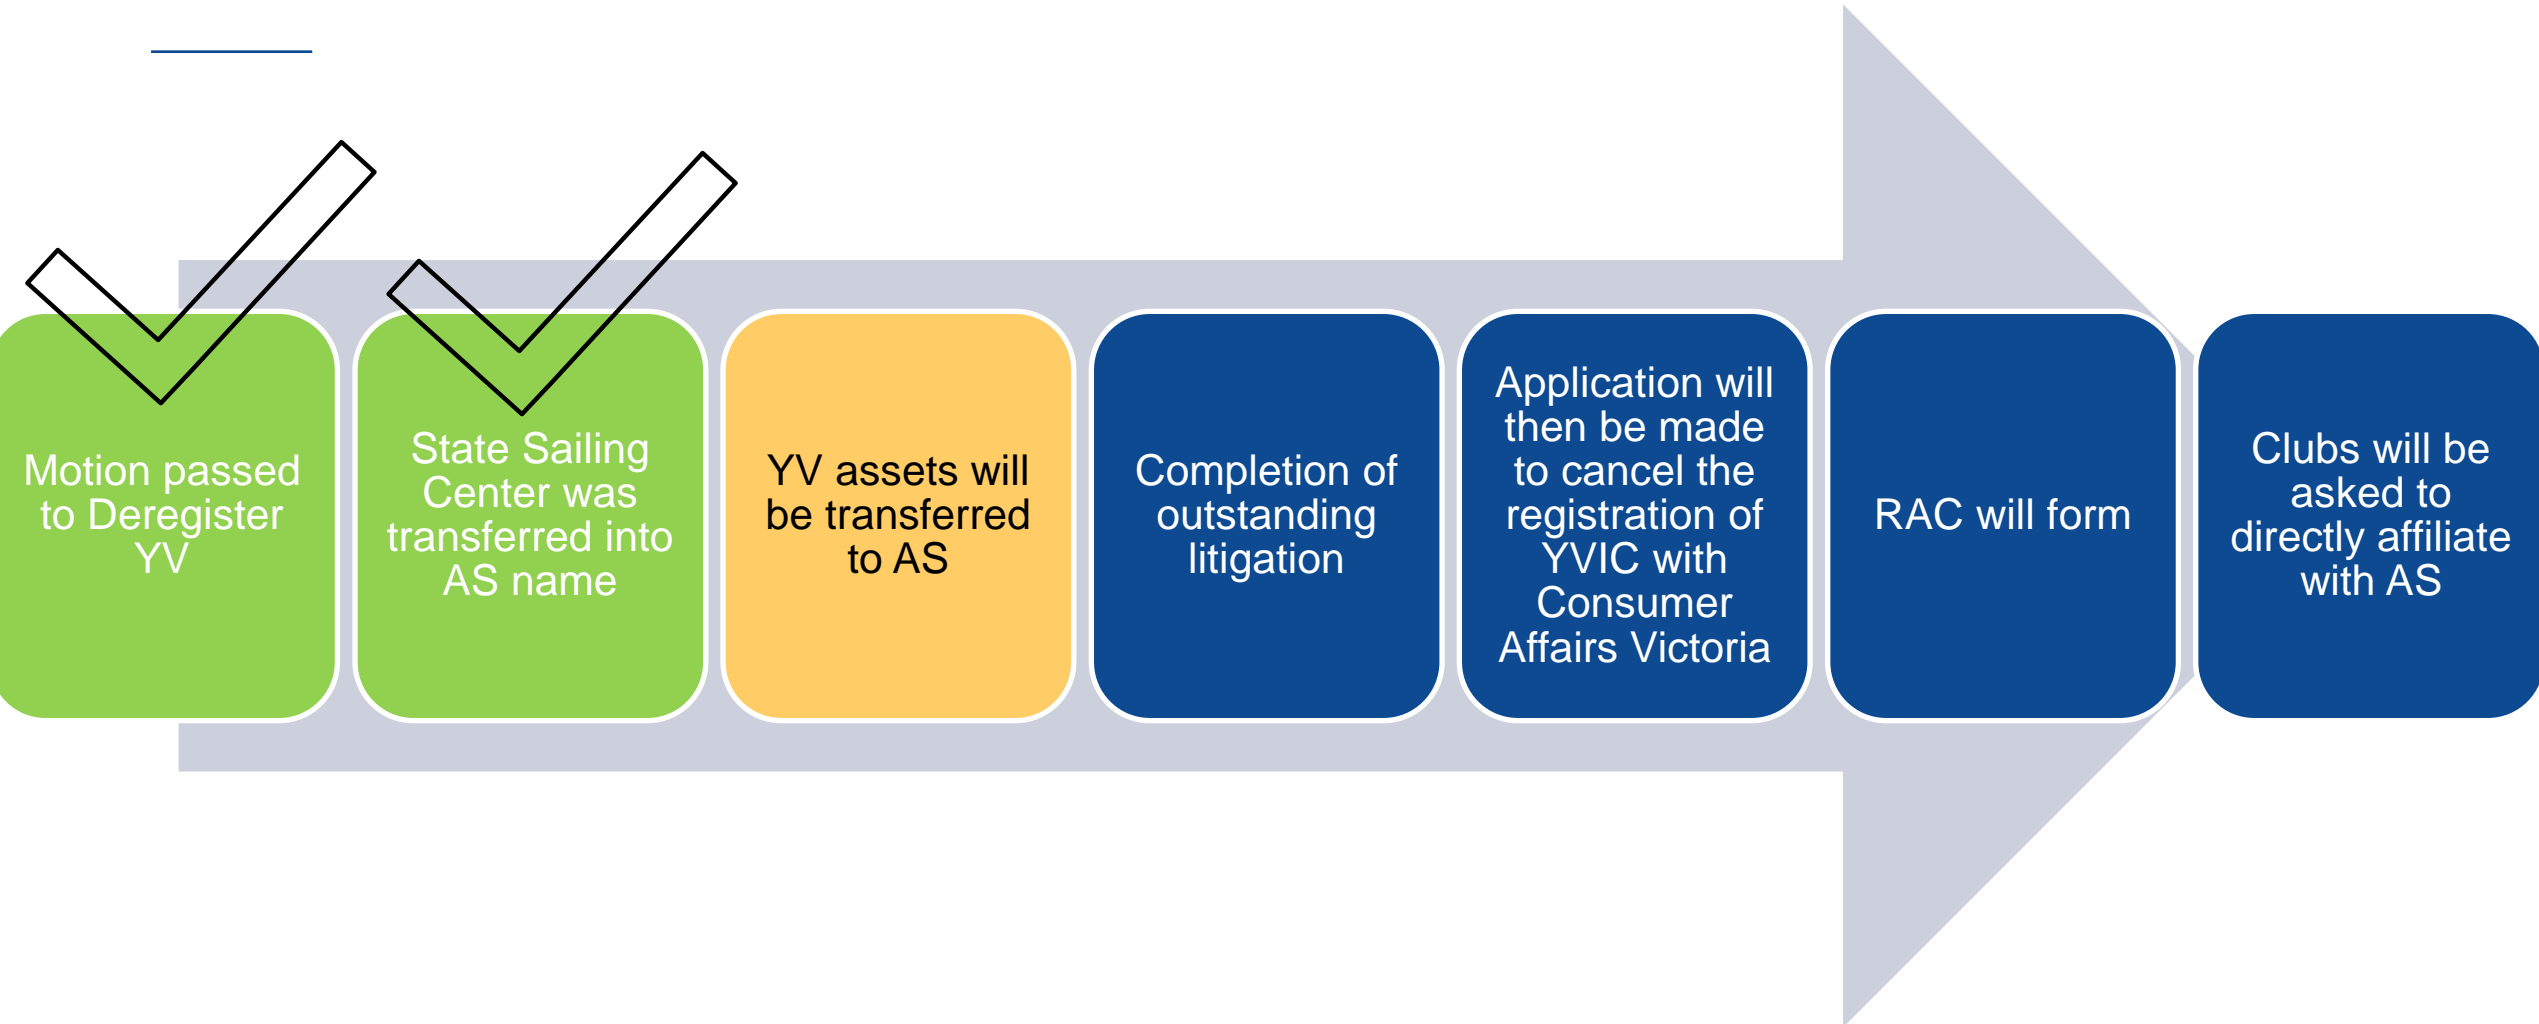 Motion passed
to Deregister
YV
State Sailing
Center was
transferred into
AS name
YV assets will
be transferred
to AS
Completion of
outstanding
litigation
Application will
then be made
to cancel the
registration of
YVIC with
Consumer
Affairs Victoria
RAC will form
Clubs will be
asked to
directly affiliate
with AS